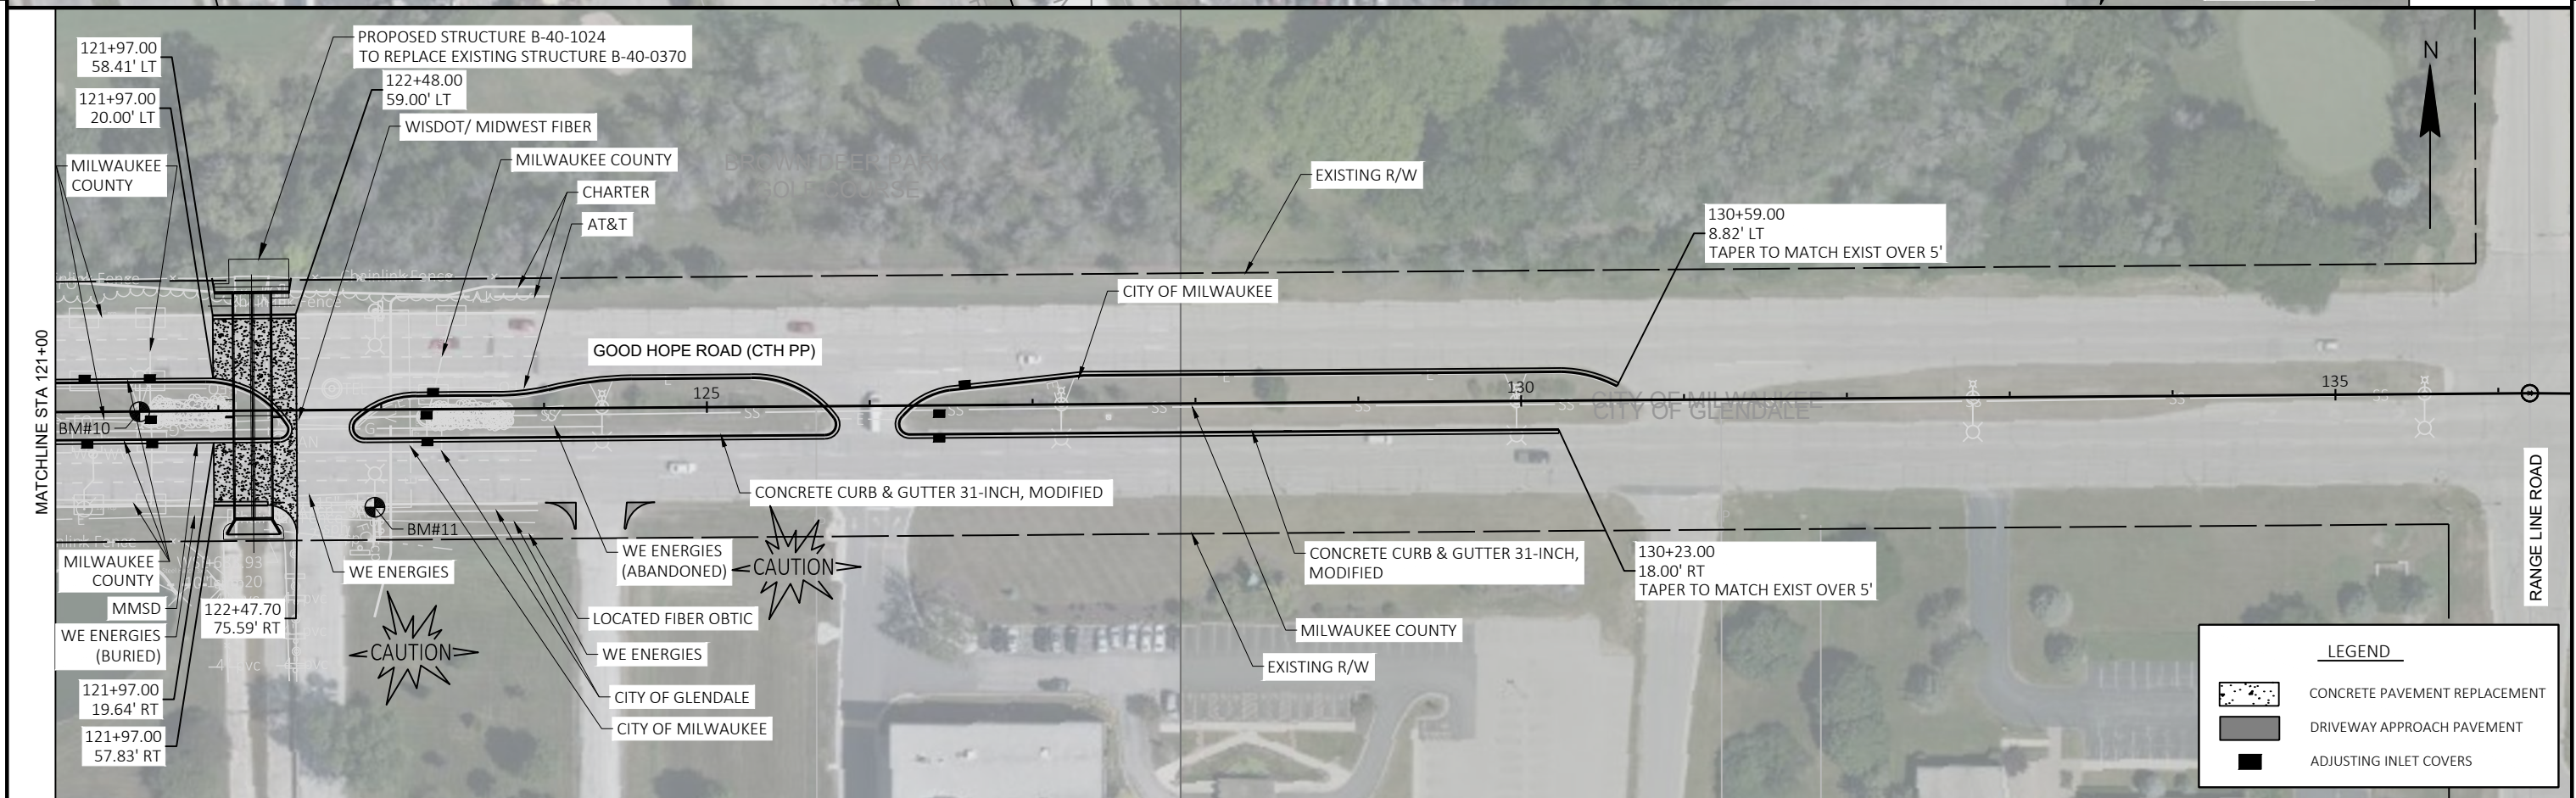 121+97.00
58.41' LT
121+97.00
20.00' LT
MILWAUKEE
COUNTY
PROPOSED STRUCTURE B-40-1024
TO REPLACE EXISTING STRUCTURE B-40-0370
122+48.00
59.00' LT
WISDOT/ MIDWEST FIBER
MILWAUKEE COUNTY
CHARTER
AT&T
EXISTING R/W
N
130+59.00
8.82' LT
TAPER TO MATCH EXIST OVER 5'
CITY OF MILWAUKEE
Chainlink Fence
MATCHLINE STA 121+00
GOOD HOPE ROAD (CTH PP)
125
130
135
CITY OF MILWAUKEE
CITY OF GLENDALE
BM#10
BM#11
CONCRETE CURB & GUTTER 31-INCH, MODIFIED
CAUTION
CAUTION
WE ENERGIES
(ABANDONED)
WE ENERGIES
LOCATED FIBER OBTIC
WE ENERGIES
CITY OF GLENDALE
CITY OF MILWAUKEE
MILWAUKEE
COUNTY
MMSD
WE ENERGIES
(BURIED)
122+47.70
75.59' RT
121+97.00
19.64' RT
121+97.00
57.83' RT
CONCRETE CURB & GUTTER 31-INCH,
MODIFIED
MILWAUKEE COUNTY
EXISTING R/W
130+23.00
18.00' RT
TAPER TO MATCH EXIST OVER 5'
RANGE LINE ROAD
LEGEND
CONCRETE PAVEMENT REPLACEMENT
DRIVEWAY APPROACH PAVEMENT
ADJUSTING INLET COVERS